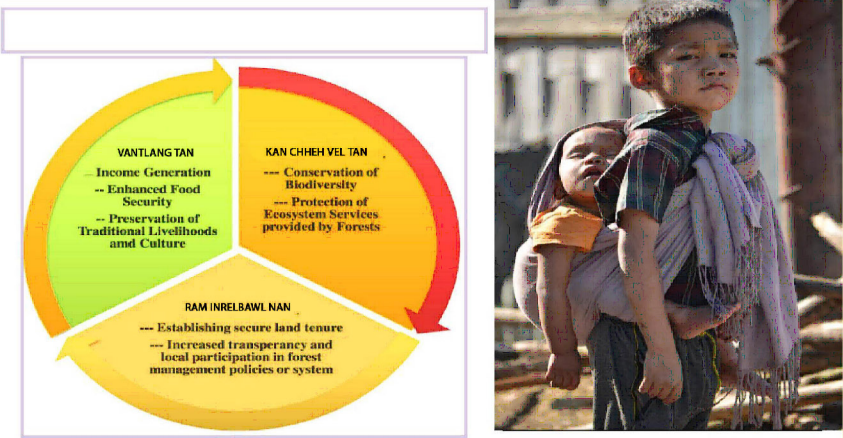 VANTLANG TAN
- Income Generation
-- Enhanced Food
Security
-- Preservation of
Traditional Livelihoods
amd Culture
KAN CHHEH VEL TAN
--- Conservation of
Biodiversity
--- Protection of
Ecosystem Services
provided by Forests
RAM INRELBAWL NAN
--- Establishing secure land tenure
--- Increased transperancy and
local participation in forest
management policies or system